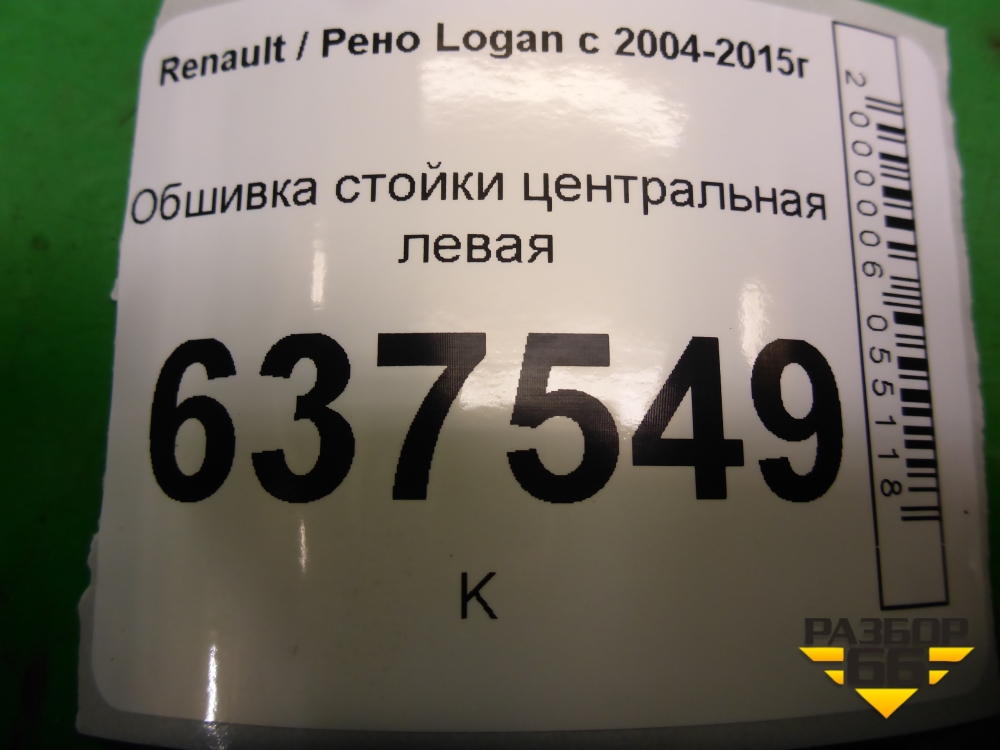 Renault / Рено Logan с 2004-2015г
Обшивка стойки центральная
левая
637549
К
2000006055118
РАЗБОР
66